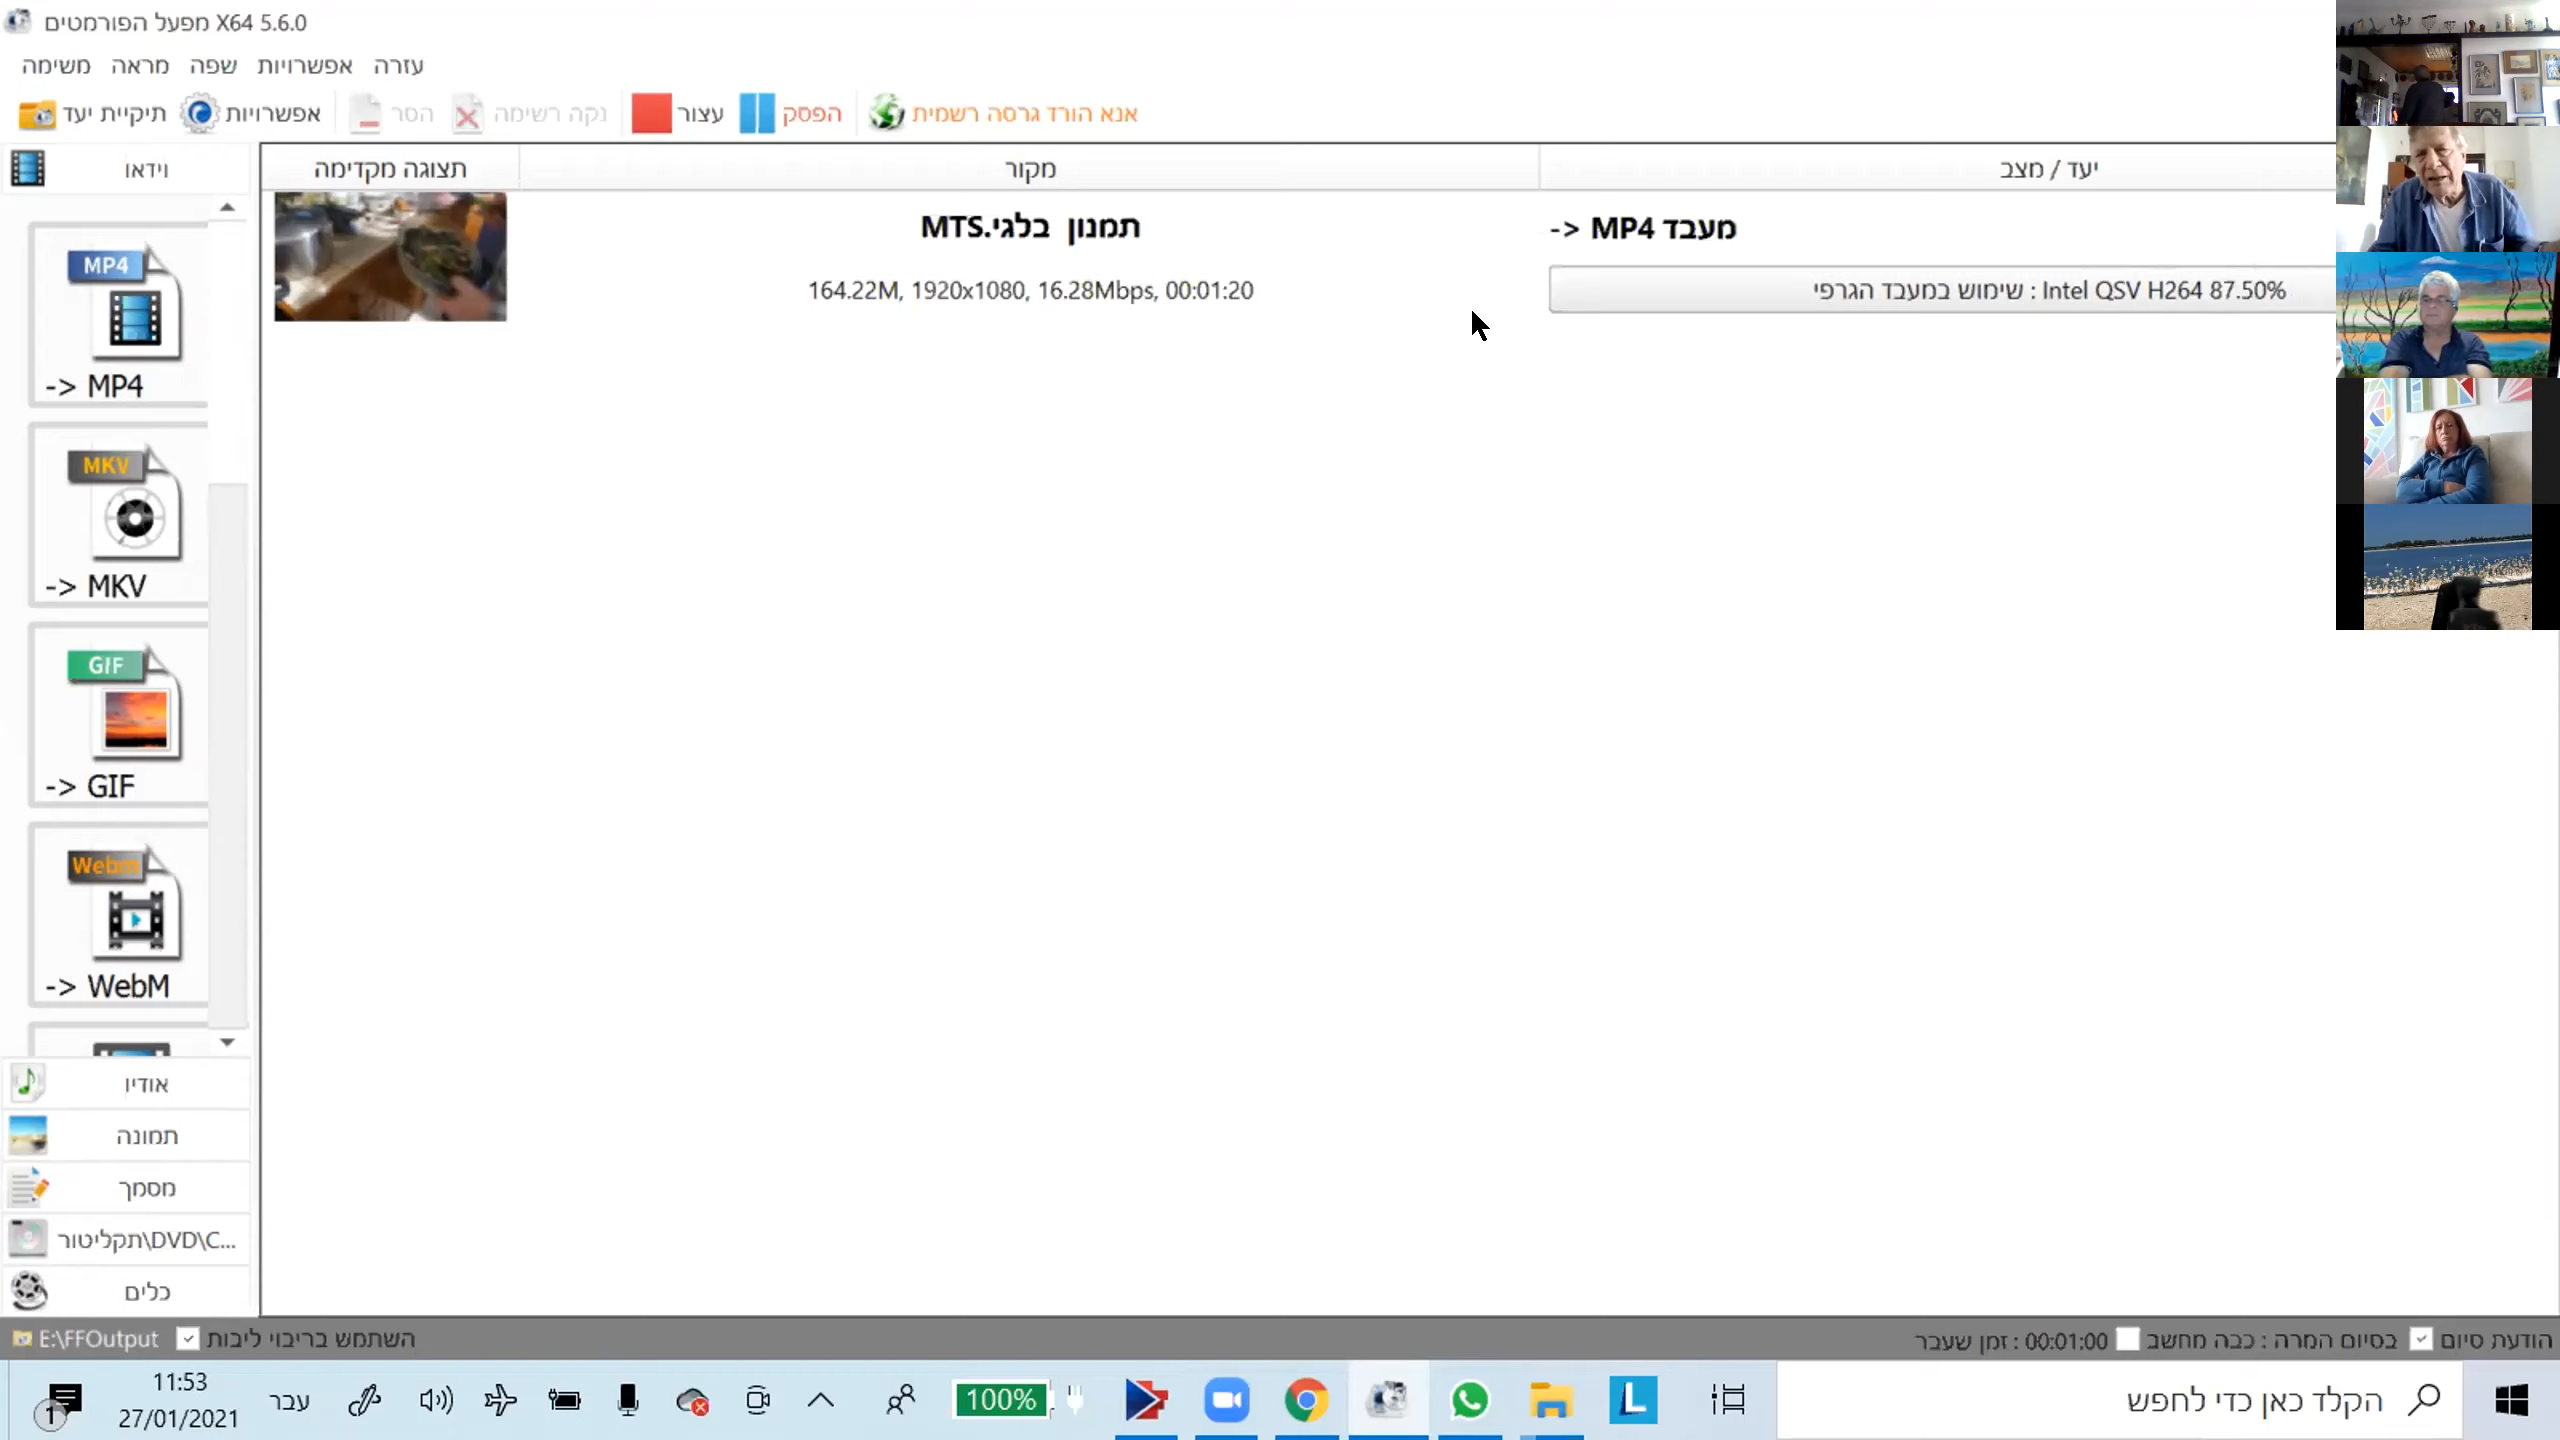 מפעל הפורמטים X64 5.6.0
משימה מראה שפה אפשרויות עזרה
תיקיית יעד אפשרויות הסר נקה רשימה עצור הפסק אנא הורד גרסה רשמית
וידאו
תצוגה מקדימה מקור יעד / מצב
תמנון בלגי.MTS
164.22M, 1920x1080, 16.28Mbps, 00:01:20
-> MP4 מעבד
שימוש במעבד הגרפי : Intel QSV H264 87.50%
MP4
-> MP4
MKV
-> MKV
GIF
-> GIF
Webm
-> WebM
אודיו
תמונה
מסמך
תקליטור\DVD\C...
כלים
E:\FFOutput השתמש בריבוי ליבות
זמן שעבר : 00:01:00 בסיום המרה : כבה מחשב הודעת סיום
11:53
27/01/2021
1
עבר
100%
L
הקלד כאן כדי לחפש